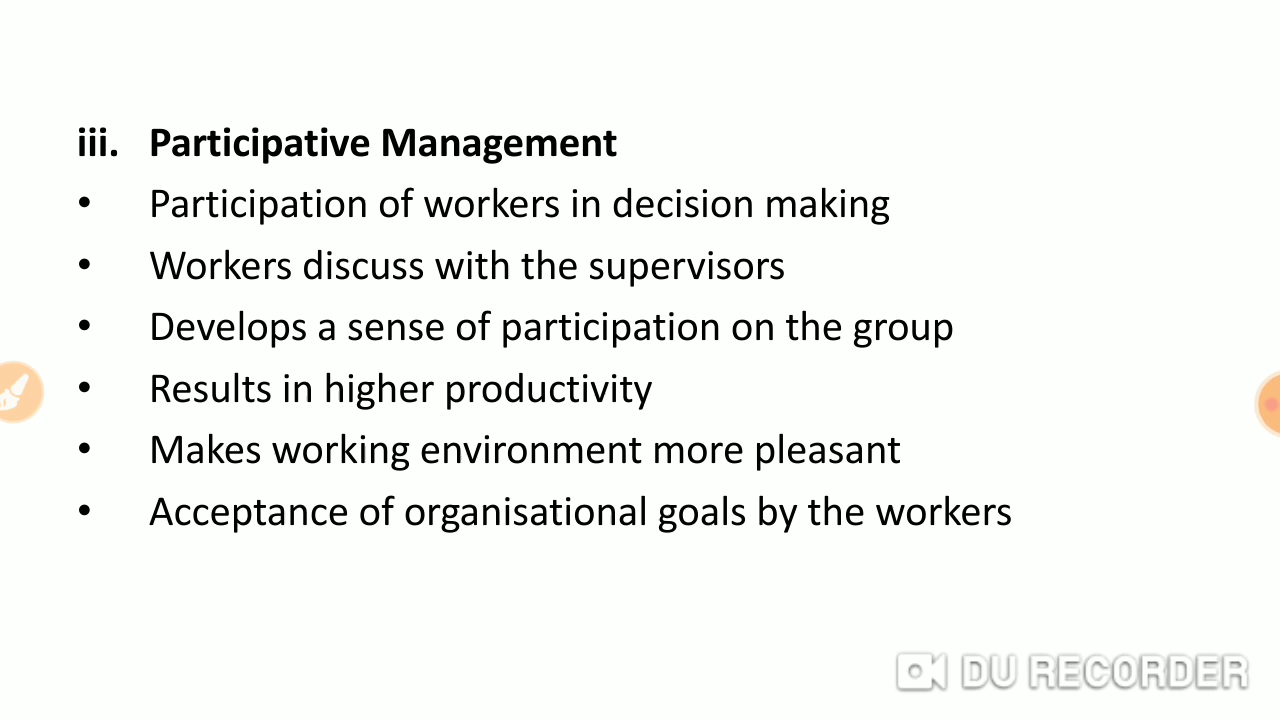 iii. Participative Management
• Participation of workers in decision making
• Workers discuss with the supervisors
• Develops a sense of participation on the group
• Results in higher productivity
• Makes working environment more pleasant
• Acceptance of organisational goals by the workers
DU RECORDER